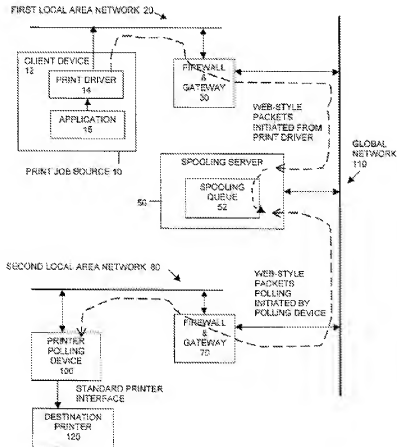 FIRST LOCAL AREA NETWORK 20
CLIENT DEVICE
12
PRINT DRIVER
14
APPLICATION
15
PRINT JOB SOURCE 10
FIREWALL
&
GATEWAY
30
WEB-STYLE
PACKETS
INITIATED FROM
PRINT DRIVER
GLOBAL
NETWORK
110
SPOOLING SERVER
SPOOLING
QUEUE
52
50
SECOND LOCAL AREA NETWORK 60
WEB-STYLE
PACKETS
POLLING
INITIATED BY
POLLING DEVICE
FIREWALL
&
GATEWAY
70
PRINTER
POLLING
DEVICE
100
STANDARD PRINTER
INTERFACE
DESTINATION
PRINTER
120